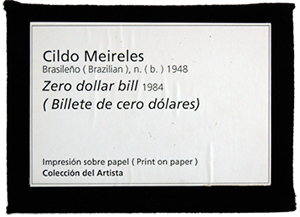 Cildo Meireles
Brasileño ( Brazilian ), n. ( b. ) 1948
Zero dollar bill 1984
( Billete de cero dólares)
Impresión sobre papel ( Print on paper )
Colección del Artista